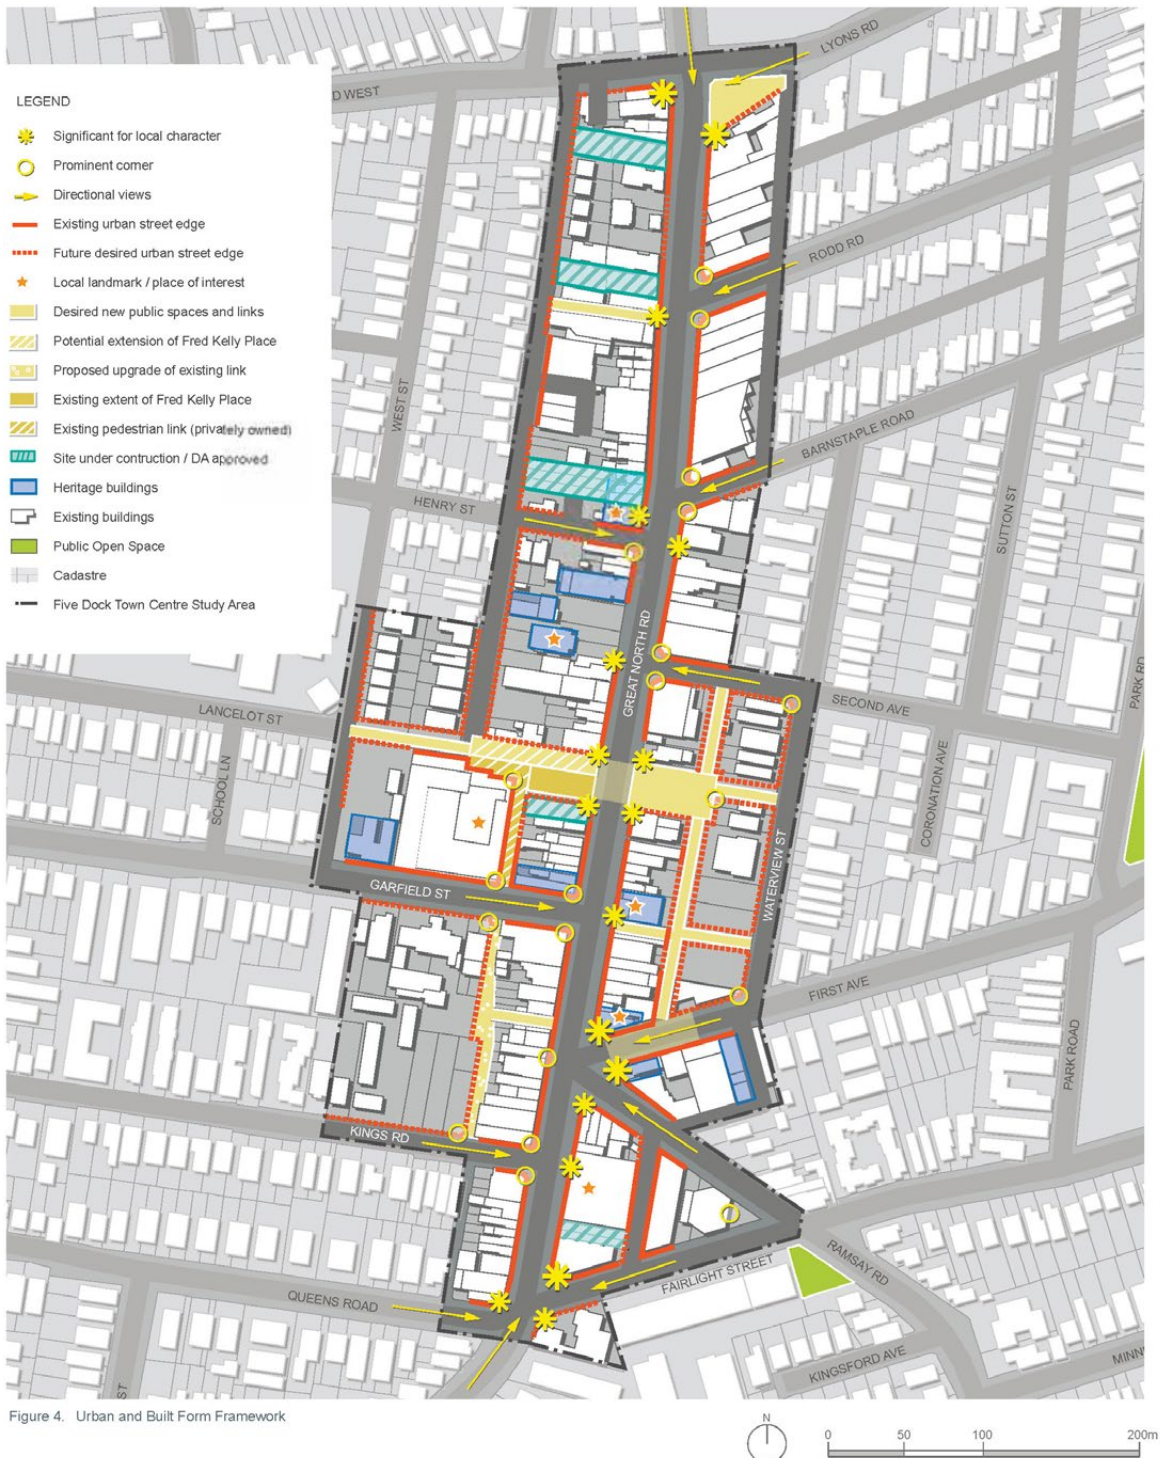 LYONS RD
D WEST
LEGEND
Significant for local character
Prominent corner
Directional views
Existing urban street edge
Future desired urban street edge
Local landmark / place of interest
Desired new public spaces and links
Potential extension of Fred Kelly Place
Proposed upgrade of existing link
Existing extent of Fred Kelly Place
Existing pedestrian link (privately owned)
Site under contruction / DA approved
Heritage buildings
Existing buildings
Public Open Space
Cadastre
Five Dock Town Centre Study Area
RODD RD
WEST ST
BARNSTAPLE ROAD
HENRY ST
SUTTON ST
GREAT NORTH RD
PARK RD
LANCELOT ST
SECOND AVE
SCHOOL LN
CORONATION AVE
WATERVIEW ST
GARFIELD ST
FIRST AVE
PARK ROAD
KINGS RD
RAMSAY RD
FAIRLIGHT STREET
QUEENS ROAD
KINGSFORD AVE
MINN
ST
Figure 4. Urban and Built Form Framework
N
0 50 100 200m